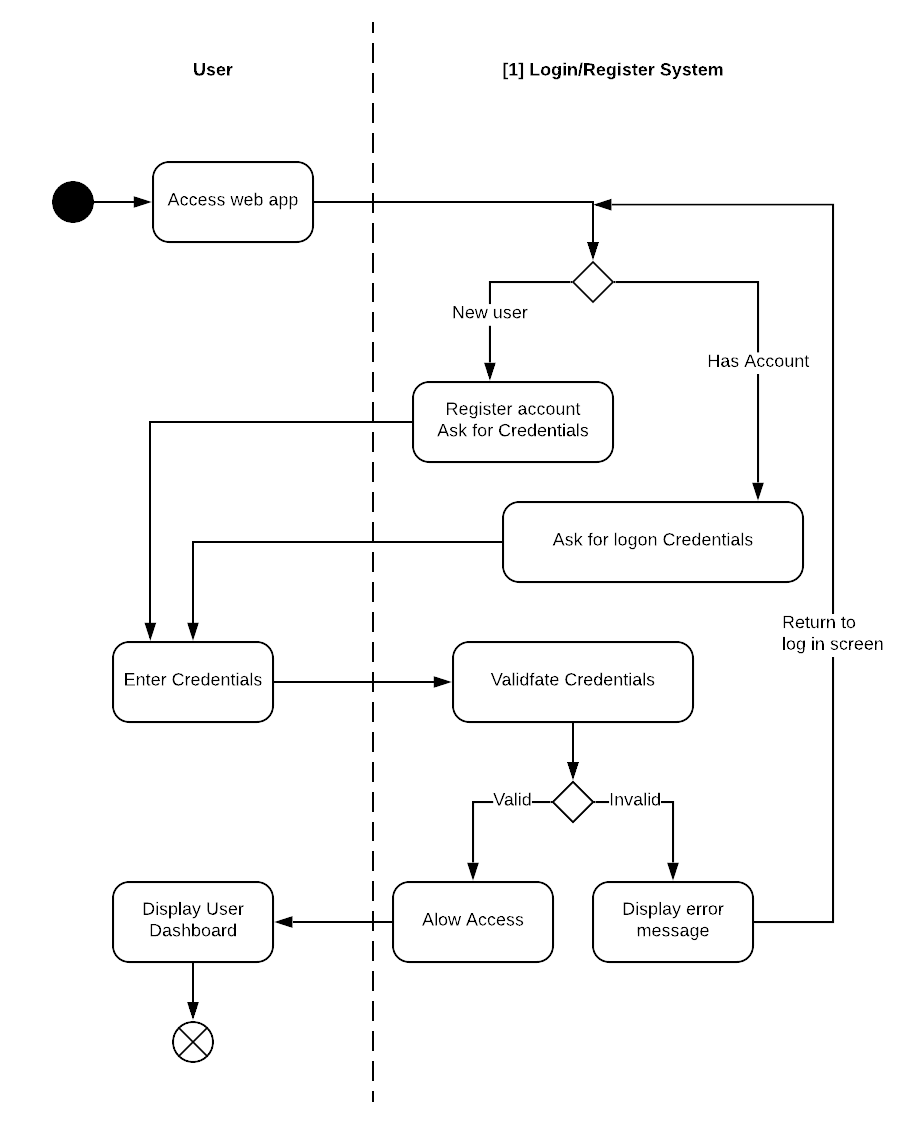 User
[1] Login/Register System
Access web app
New user
Has Account
Register account
Ask for Credentials
Ask for logon Credentials
Return to
log in screen
Enter Credentials
Validfate Credentials
Valid
Invalid
Display User
Dashboard
Alow Access
Display error
message